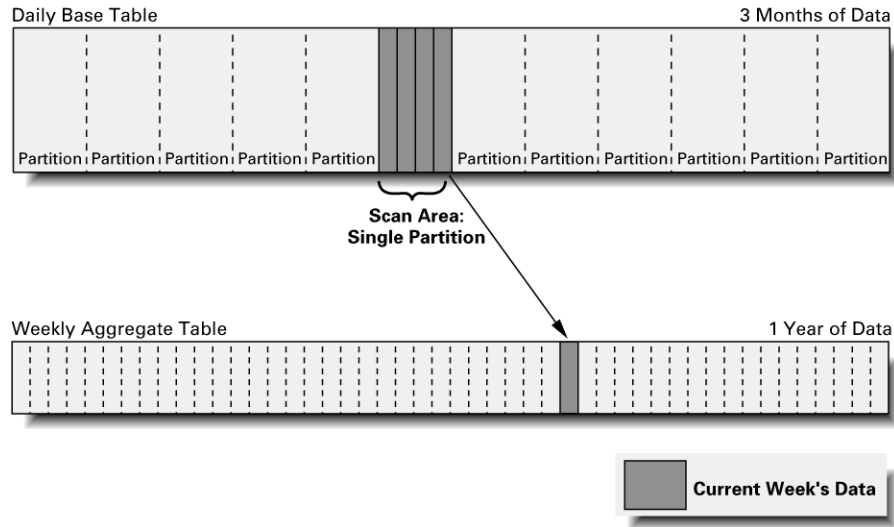 Daily Base Table 3 Months of Data
Partition Partition Partition Partition Partition Partition Partition Partition Partition Partition Partition
Scan Area:
Single Partition
Weekly Aggregate Table 1 Year of Data
Current Week's Data